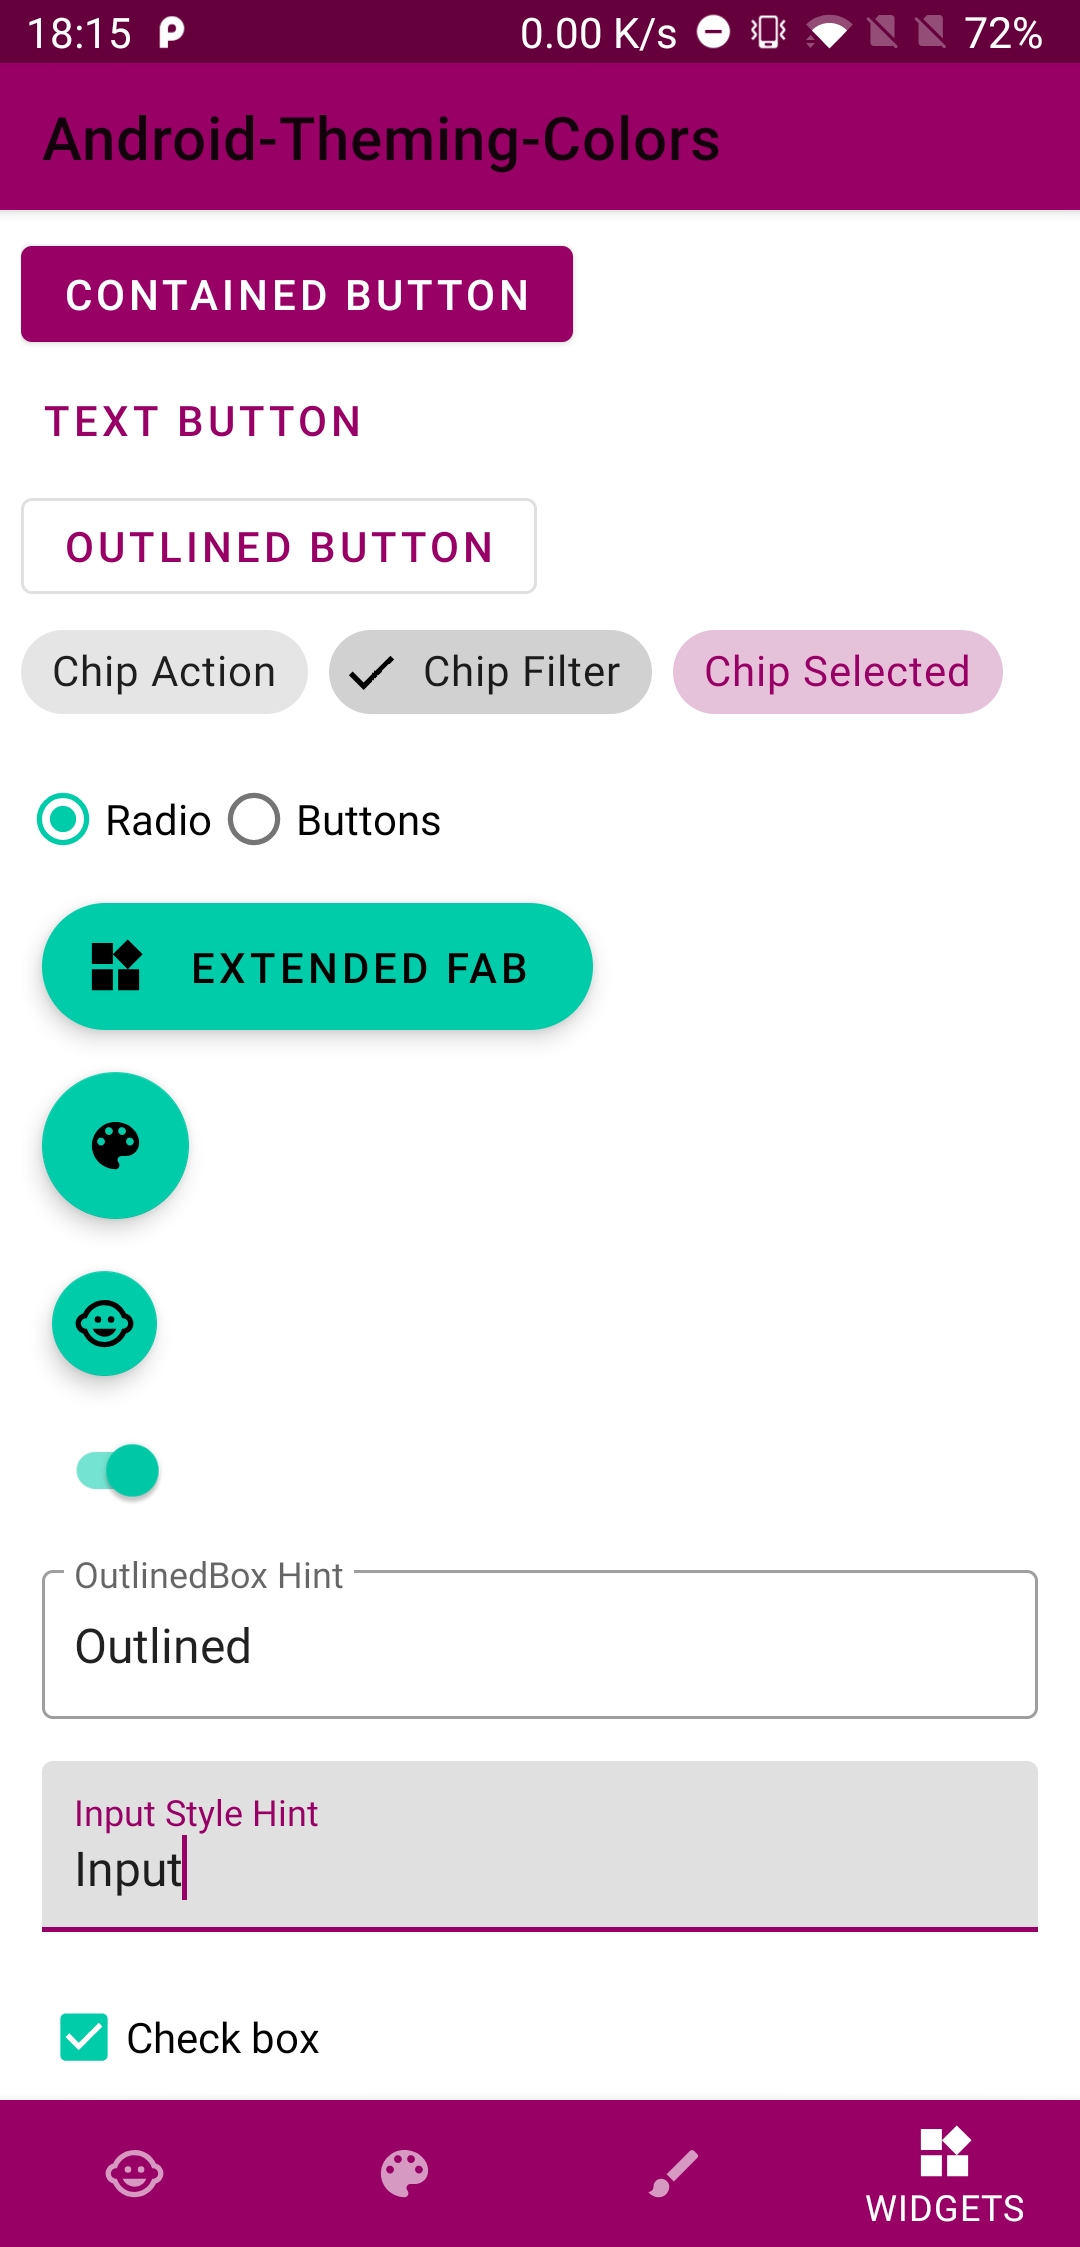 18:15 0.00 K/s 72%
Android-Theming-Colors
CONTAINED BUTTON
TEXT BUTTON
OUTLINED BUTTON
Chip Action Chip Filter Chip Selected
Radio Buttons
EXTENDED FAB
OutlinedBox Hint
Outlined
Input Style Hint
Input
Check box
WIDGETS